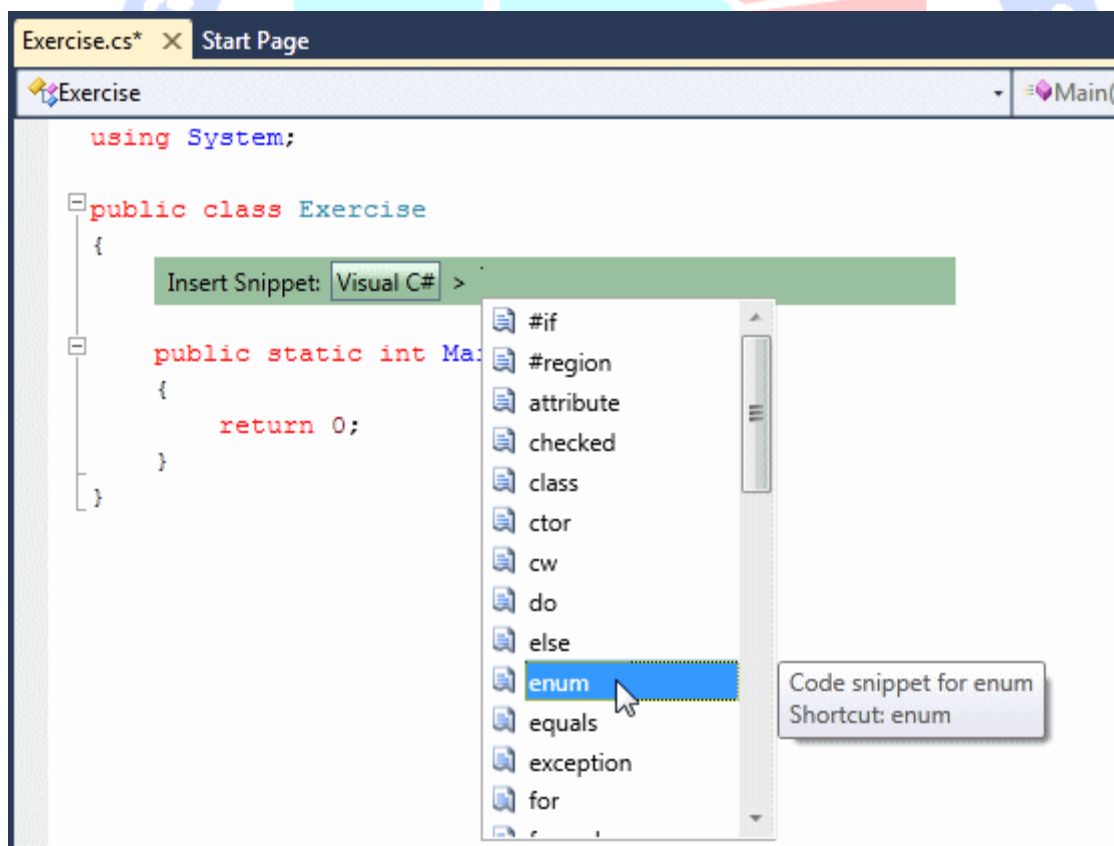 Exercise.cs* Start Page
Exercise Main(
using System;
public class Exercise
{
Insert Snippet: Visual C# >
public static int
{
return 0;
}
}
#if
#region
attribute
checked
class
ctor
cw
do
else
enum
equals
exception
for
Code snippet for enum
Shortcut: enum